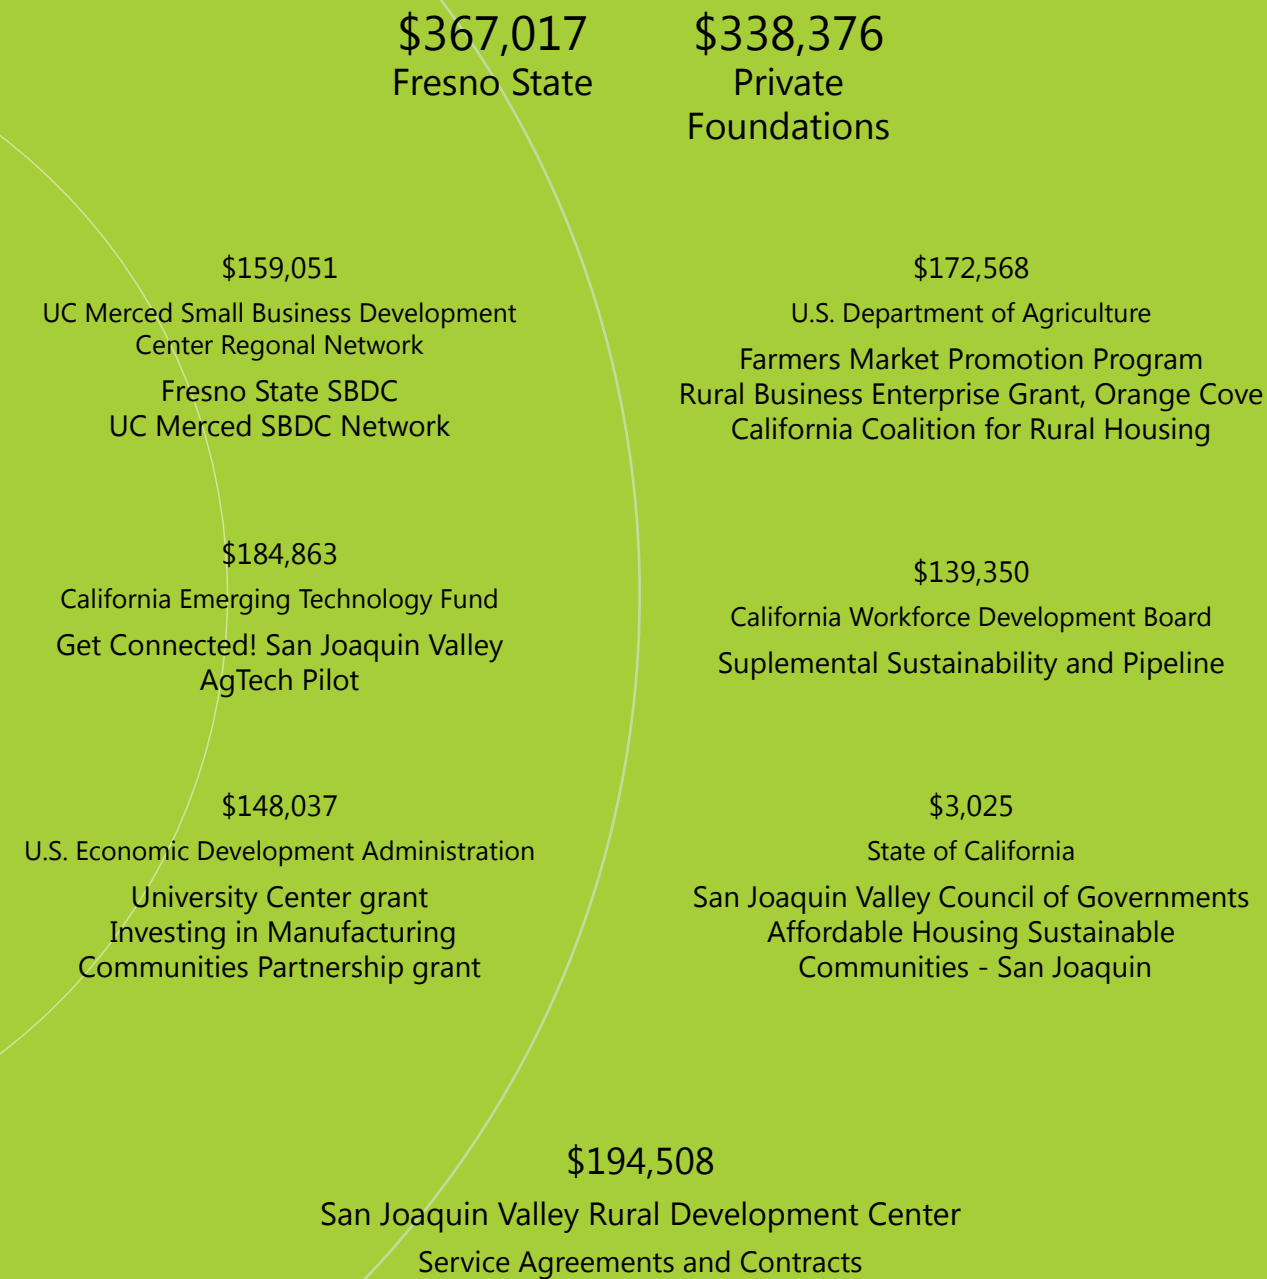 $367,017
Fresno State
$338,376
Private
Foundations
$159,051
UC Merced Small Business Development
Center Regional Network
Fresno State SBDC
UC Merced SBDC Network
$172,568
U.S. Department of Agriculture
Farmers Market Promotion Program
Rural Business Enterprise Grant, Orange Cove
California Coalition for Rural Housing
$184,863
California Emerging Technology Fund
Get Connected! San Joaquin Valley
AgTech Pilot
$139,350
California Workforce Development Board
Suplemental Sustainability and Pipeline
$148,037
U.S. Economic Development Administration
University Center grant
Investing in Manufacturing
Communities Partnership grant
$3,025
State of California
San Joaquin Valley Council of Governments
Affordable Housing Sustainable
Communities - San Joaquin
$194,508
San Joaquin Valley Rural Development Center
Service Agreements and Contracts